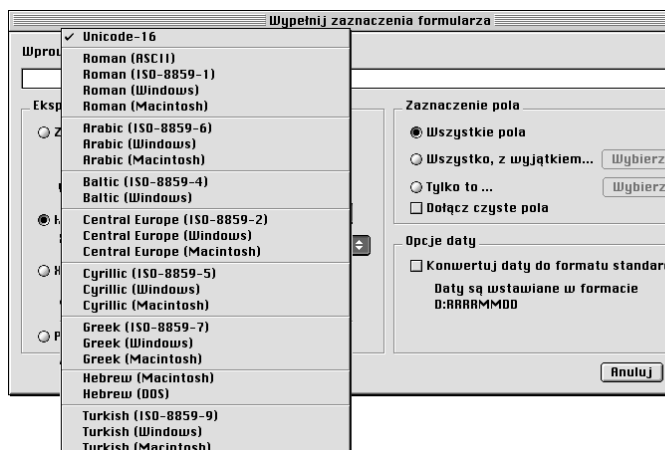 Wypełnij zaznaczenia formularza
Unicode-16
Roman (ASCII)
Roman (ISO-8859-1)
Roman (Windows)
Roman (Macintosh)
Arabic (ISO-8859-6)
Arabic (Windows)
Arabic (Macintosh)
Baltic (ISO-8859-4)
Baltic (Windows)
Central Europe (ISO-8859-2)
Central Europe (Windows)
Central Europe (Macintosh)
Cyrillic (ISO-8859-5)
Cyrillic (Windows)
Cyrillic (Macintosh)
Greek (ISO-8859-7)
Greek (Windows)
Greek (Macintosh)
Hebrew (Macintosh)
Hebrew (DOS)
Turkish (ISO-8859-9)
Turkish (Windows)
Turkish (Macintosh)
Zaznaczenie pola
Wszystkie pola
Wszystko, z wyjątkiem... Wybierz
Tylko to ... Wybierz
Dołącz czyste pola
Opcje daty
Konwertuj daty do formatu standar
Daty są wstawiane w formacie
D:RRRRMMDD
Anuluj